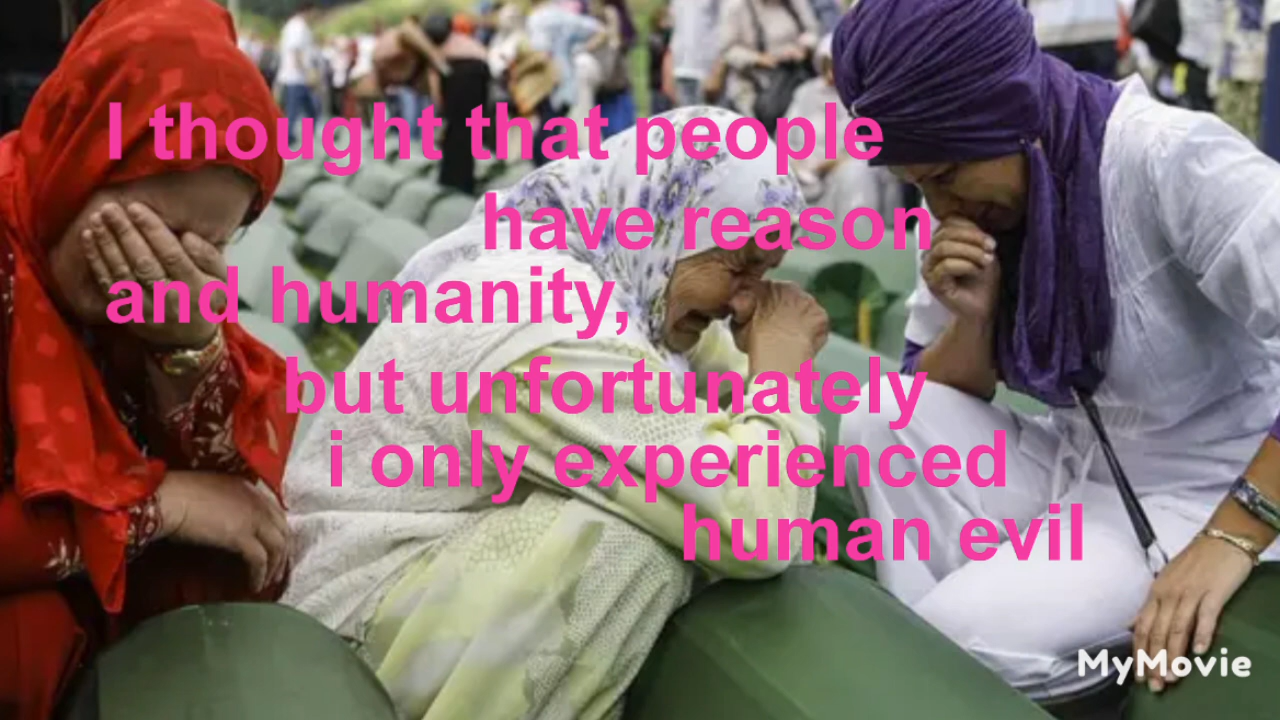 I thought that people
have reason
and humanity,
but unfortunately
i only experienced
human evil
MyMovie